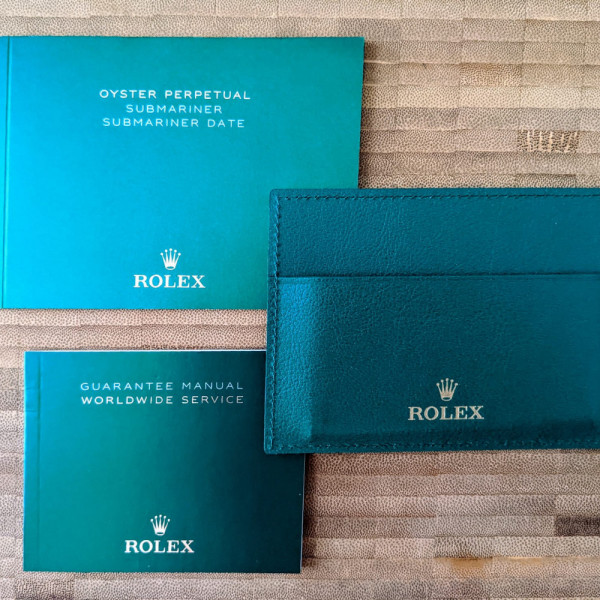 OYSTER PERPETUAL
SUBMARINER
SUBMARINER DATE
ROLEX
ROLEX
GUARANTEE MANUAL
WORLDWIDE SERVICE
ROLEX